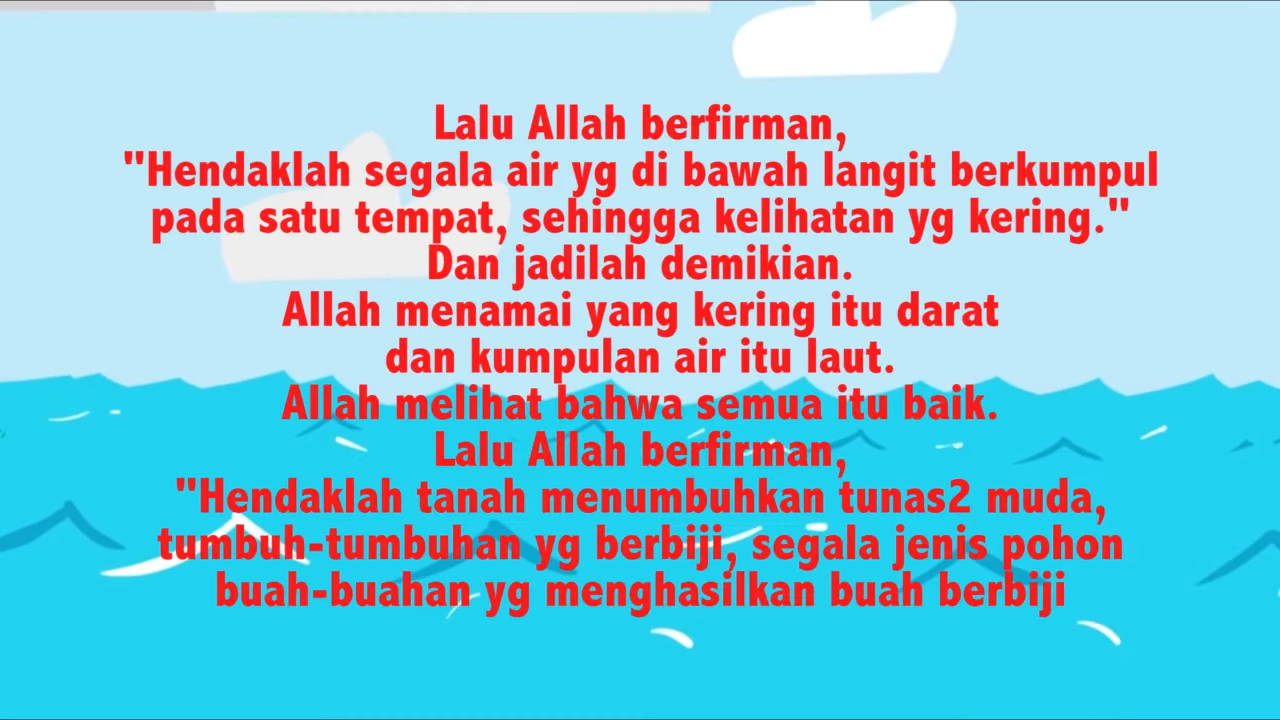 Lalu Allah berfirman,
"Hendaklah segala air yg di bawah langit berkumpul
pada satu tempat, sehingga kelihatan yg kering."
Dan jadilah demikian.
Allah menamai yang kering itu darat
dan kumpulan air itu laut.
Allah melihat bahwa semua itu baik.
Lalu Allah berfirman,
"Hendaklah tanah menumbuhkan tunas2 muda,
tumbuh-tumbuhan yg berbiji, segala jenis pohon
buah-buahan yg menghasilkan buah berbiji